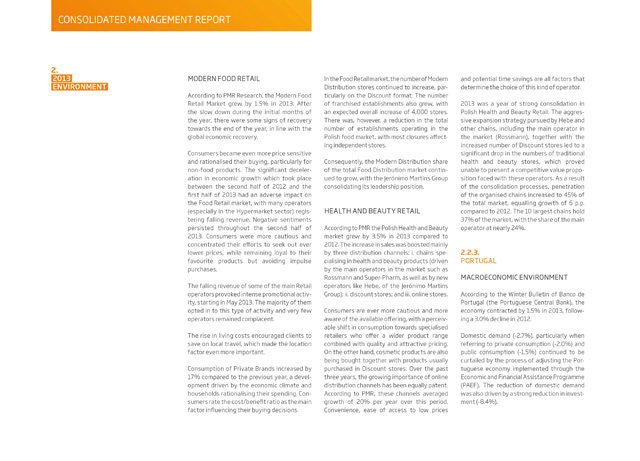 CONSOLIDATED MANAGEMENT REPORT
2.
2013
ENVIRONMENT
MODERN FOOD RETAIL
According to PMR Research, the Modern Food
Retail Market grew by 1.5% in 2013. After
the slow down during the initial months of
the year, there were some signs of recovery
towards the end of the year, in line with the
global economic recovery.
Consumers became even more price sensitive
and rationalised their buying, particularly for
non-food products. The significant deceler-
ation in economic growth which took place
between the second half of 2012 and the
first half of 2013 had an adverse impact on
the Food Retail market, with many operators
(especially in the Hypermarket sector) regis-
tering falling revenue. Negative sentiments
persisted throughout the second half of
2013. Consumers were more cautious and
concentrated their efforts to seek out ever
lower prices, while remaining loyal to their
favourite products but avoiding impulse
purchases.
The falling revenue of some of the main Retail
operators provoked intense promotional activ-
ity, starting in May 2013. The majority of them
opted in to this type of activity and very few
operators remained complacent.
The rise in living costs encouraged clients to
save on local travel, which made the location
factor even more important.
Consumption of Private Brands increased by
17% compared to the previous year, a devel-
opment driven by the economic climate and
households rationalising their spending. Con-
sumers rate the cost/benefit ratio as the main
factor influencing their buying decisions.
In the Food Retail market, the number of Modern
Distribution stores continued to increase, par-
ticularly on the Discount format. The number
of franchised establishments also grew, with
an expected overall increase of 4,000 stores.
There was, however, a reduction in the total
number of establishments operating in the
Polish food market, with most closures affect-
ing independent stores.
Consequently, the Modern Distribution share
of the total Food Distribution market contin-
ued to grow, with the Jerónimo Martins Group
consolidating its leadership position.
HEALTH AND BEAUTY RETAIL
According to PMR the Polish Health and Beauty
market grew by 3.5% in 2013 compared to
2012. The increase in sales was boosted mainly
by three distribution channels: i. chains spe-
cialising in health and beauty products (driven
by the main operators in the market such as
Rossmann and Super-Pharm, as well as by new
operators like Hebe, of the Jerónimo Martins
Group); ii. discount stores; and iii. online stores.
Consumers are ever more cautious and more
aware of the available offering, with a perceiv-
able shift in consumption towards specialised
retailers who offer a wider product range
combined with quality and attractive pricing.
On the other hand, cosmetic products are also
being bought together with products usually
purchased in Discount stores. Over the past
three years, the growing importance of online
distribution channels has been equally patent.
According to PMR, these channels averaged
growth of 20% per year over this period.
Convenience, ease of access to low prices
and potential time savings are all factors that
determine the choice of this kind of operator.
2013 was a year of strong consolidation in
Polish Health and Beauty Retail. The aggres-
sive expansion strategy pursued by Hebe and
other chains, including the main operator in
the market (Rossmann), together with the
increased number of Discount stores led to a
significant drop in the numbers of traditional
health and beauty stores, which proved
unable to present a competitive value propo-
sition faced with these operators. As a result
of the consolidation processes, penetration
of the organised chains increased to 45% of
the total market, equalling growth of 6 p.p.
compared to 2012. The 10 largest chains hold
37% of the market, with the share of the main
operator at nearly 24%.
2.2.3.
PORTUGAL
MACROECONOMIC ENVIRONMENT
According to the Winter Bulletin of Banco de
Portugal (the Portuguese Central Bank), the
economy contracted by 1.5% in 2013, follow-
ing a 3.0% decline in 2012.
Domestic demand (-2.7%), particularly when
referring to private consumption (-2.0%) and
public consumption (-1.5%) continued to be
curtailed by the process of adjusting the Por-
tuguese economy implemented through the
Economic and Financial Assistance Programme
(PAEF). The reduction of domestic demand
was also driven by a strong reduction in invest-
ment (-8.4%).